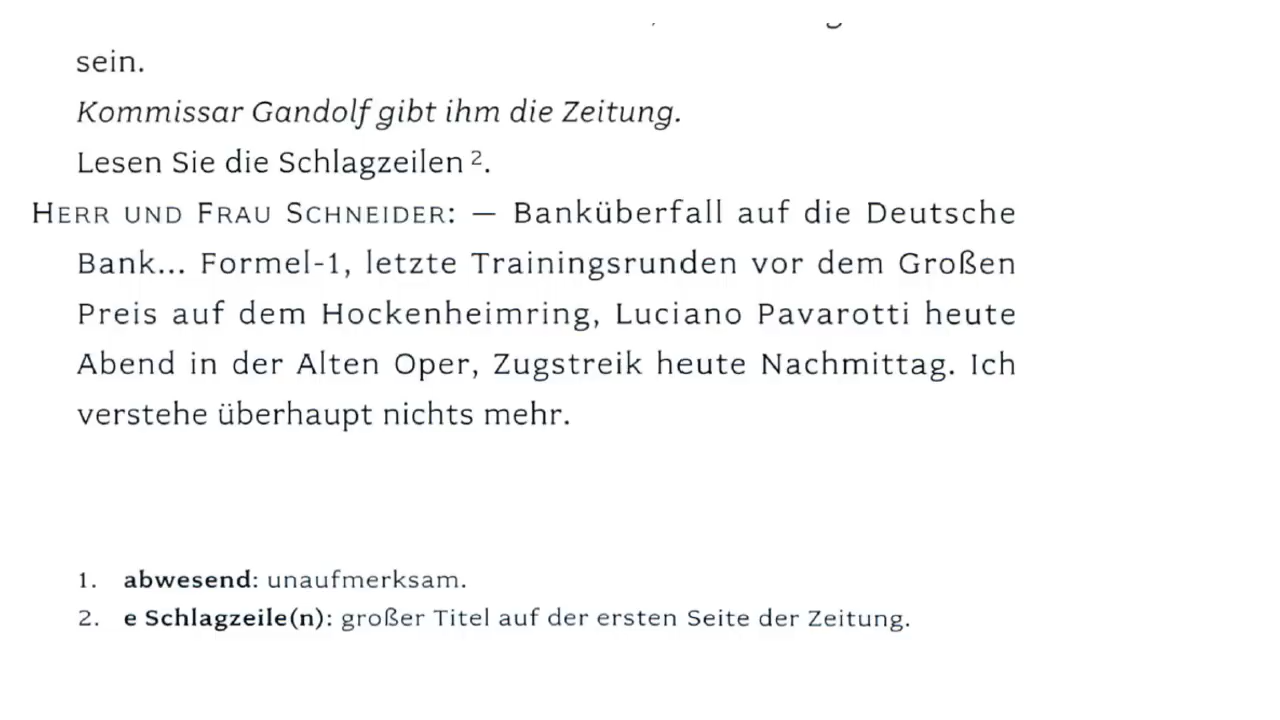 sein.
Kommissar Gandolf gibt ihm die Zeitung.
Lesen Sie die Schlagzeilen ².
HERR UND FRAU SCHNEIDER: — Banküberfall auf die Deutsche
Bank... Formel-1, letzte Trainingsrunden vor dem Großen
Preis auf dem Hockenheimring, Luciano Pavarotti heute
Abend in der Alten Oper, Zugstreik heute Nachmittag. Ich
verstehe überhaupt nichts mehr.
1. abwesend: unaufmerksam.
2. e Schlagzeile(n): großer Titel auf der ersten Seite der Zeitung.